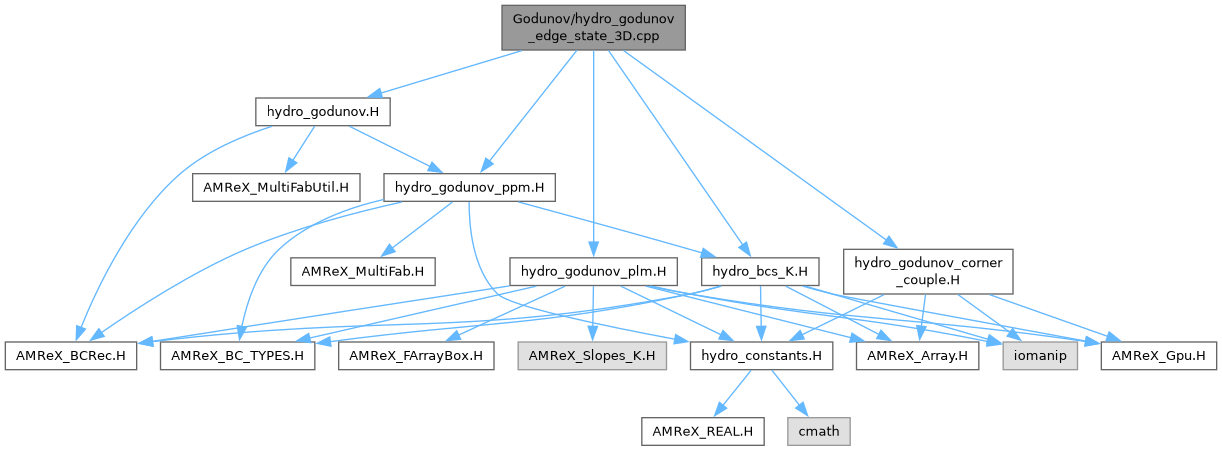 Godunov/hydro_godunov
_edge_state_3D.cpp
hydro_godunov.H
AMReX_MultiFabUtil.H
hydro_godunov_ppm.H
AMReX_MultiFab.H
hydro_godunov_plm.H
hydro_bcs_K.H
hydro_godunov_corner
_couple.H
AMReX_BCRec.H
AMReX_BC_TYPES.H
AMReX_FArrayBox.H
AMReX_Slopes_K.H
hydro_constants.H
AMReX_Array.H
iomanip
AMReX_Gpu.H
AMReX_REAL.H
cmath